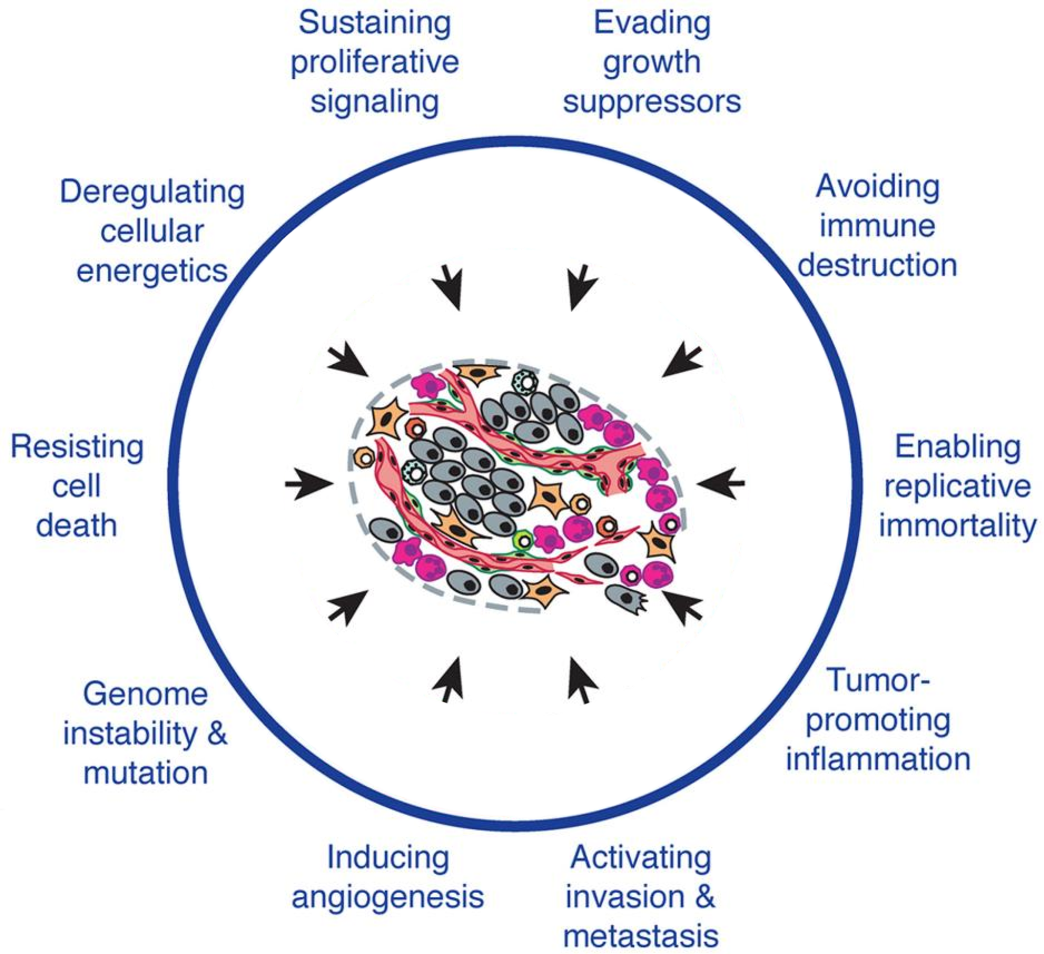 Sustaining
proliferative
signaling
Evading
growth
suppressors
Avoiding
immune
destruction
Enabling
replicative
immortality
Tumor-
promoting
inflammation
Activating
invasion &
metastasis
Inducing
angiogenesis
Genome
instability &
mutation
Resisting
cell
death
Deregulating
cellular
energetics